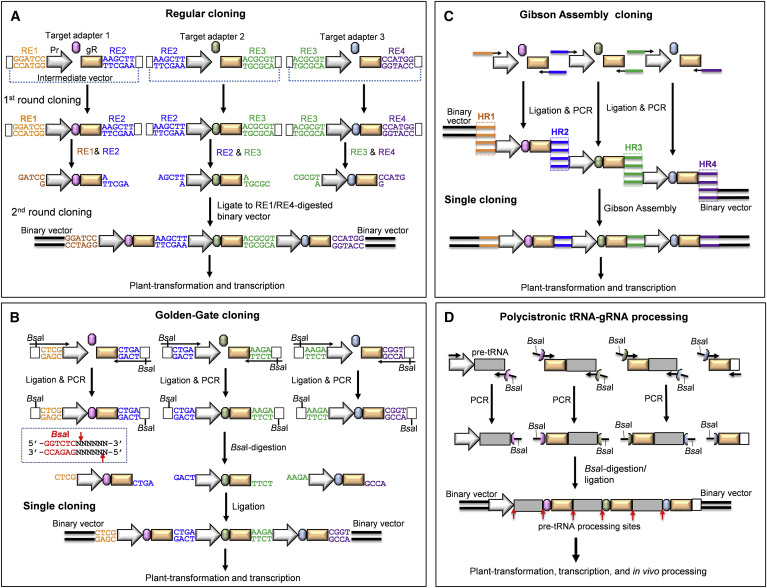 A
Regular cloning
RE1 Target adapter 1 RE2 RE2 Target adapter 2 RE3 RE3 Target adapter 3 RE4
Pr gR
GGATCC AAGCTT AAGCTT ACGCGT ACGCGT CCATGG
CCTAGG TTCGAA TTCGAA TGCGCA TGCGCA GGTACC
Intermediate vector
1st round cloning
RE1 RE2 RE2 RE3 RE3 RE4
GGATCC AAGCTT AAGCTT ACGCGT ACGCGT CCATGG
CCTAGG TTCGAA TTCGAA TGCGCA TGCGCA GGTACC
RE1& RE2 RE2 & RE3 RE3 & RE4
GATCC A AGCTT A CGCGT CCATG
G TTCGA A TGCGC A G
2nd round cloning
Ligate to RE1/RE4-digested
binary vector
Binary vector Binary vector
GGATCC AAGCTT ACGCGT CCATGG
CCTAGG TTCGAA TGCGCA GGTACC
Plant-transformation and transcription
B
Golden-Gate cloning
BsaI BsaI BsaI
CTCG CTGA CTGA AAGA AAGA CGGT
GAGC GACT GACT TTCT TTCT GCCA
BsaI BsaI BsaI
Ligation & PCR Ligation & PCR Ligation & PCR
BsaI BsaI BsaI
CTCG CTGA CTGA AAGA AAGA CGGT
GAGC GACT GACT TTCT TTCT GCCA
BsaI BsaI BsaI
BsaI
5′-GGTCTCNNNNNN-3′
3′-CCAGAGNNNNNN-5′
BsaI-digestion
CTCG CTGA GACT TTCT AAGA GCCA
Single cloning
Ligation
Binary vector Binary vector
CTCG CTGA AAGA CGGT
GAGC GACT TTCT GCCA
Plant-transformation and transcription
C
Gibson Assembly cloning
Ligation & PCR Ligation & PCR
Binary
vector
HR1
HR2
HR3
HR4
Binary
vector
Single cloning
Gibson Assembly
Plant-transformation and transcription
D
Polycistronic tRNA-gRNA processing
pre-tRNA BsaI BsaI BsaI
BsaI BsaI BsaI
PCR PCR PCR
BsaI-digestion/
ligation
Binary vector Binary vector
pre-tRNA processing sites
Plant-transformation, transcription, and in vivo processing